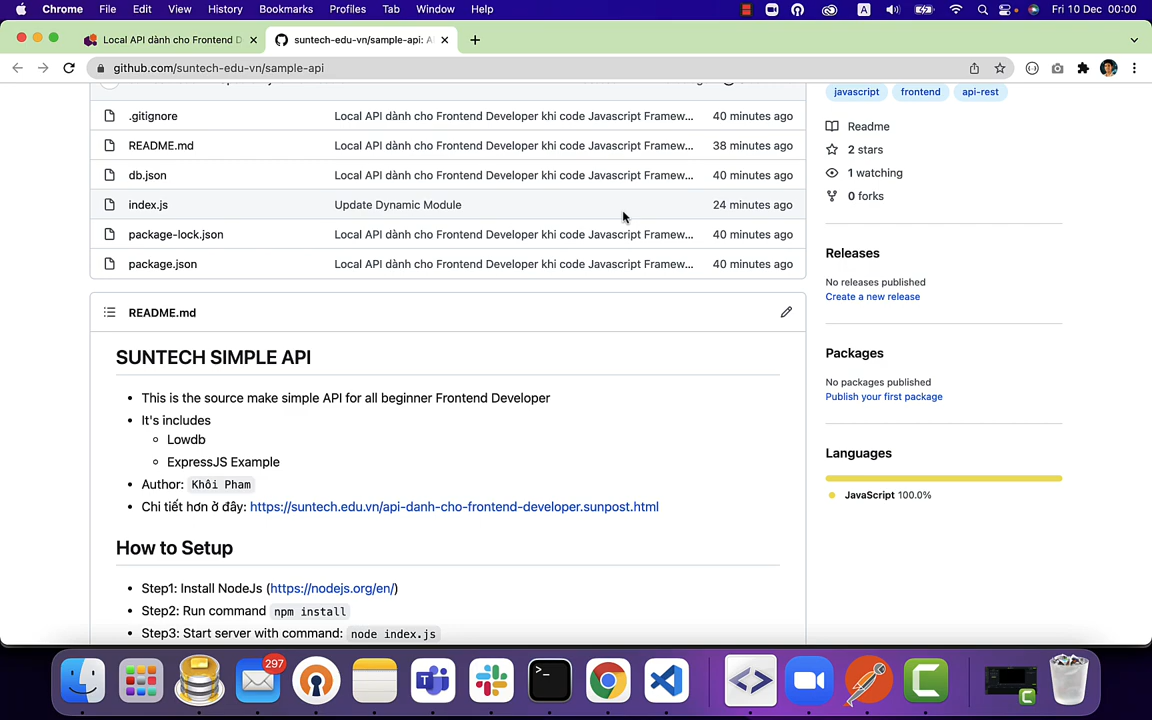 Chrome File Edit View History Bookmarks Profiles Tab Window Help A Fri 10 Dec 00:00
Local API dành cho Frontend D suntech-edu-vn/sample-api: A
github.com/suntech-edu-vn/sample-api
javascript frontend api-rest
.gitignore Local API dành cho Frontend Developer khi code Javascript Framew... 40 minutes ago
README.md Local API dành cho Frontend Developer khi code Javascript Framew... 38 minutes ago
db.json Local API dành cho Frontend Developer khi code Javascript Framew... 40 minutes ago
index.js Update Dynamic Module 24 minutes ago
package-lock.json Local API dành cho Frontend Developer khi code Javascript Framew... 40 minutes ago
package.json Local API dành cho Frontend Developer khi code Javascript Framew... 40 minutes ago
Readme
2 stars
1 watching
0 forks
Releases
No releases published
Create a new release
Packages
No packages published
Publish your first package
Languages
JavaScript 100.0%
README.md
SUNTECH SIMPLE API
This is the source make simple API for all beginner Frontend Developer
It's includes
Lowdb
ExpressJS Example
Author: Khôi Pham
Chi tiết hơn ở đây: https://suntech.edu.vn/api-danh-cho-frontend-developer.sunpost.html
How to Setup
Step1: Install NodeJs (https://nodejs.org/en/)
Step2: Run command npm install
Step3: Start server with command: node index.js
297